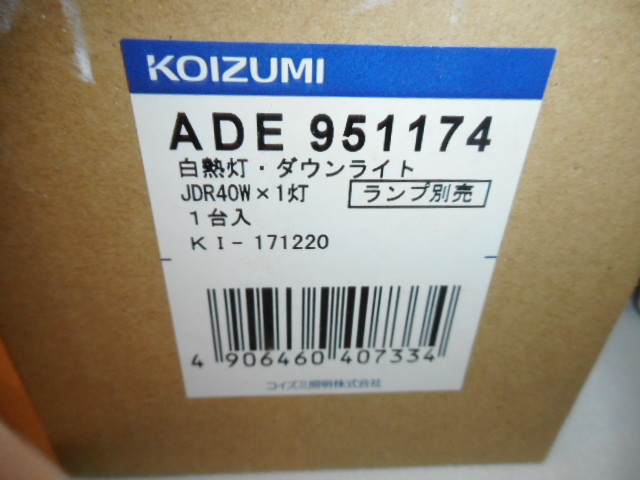 KOIZUMI
ADE 951174
白熱灯・ダウンライト
JDR40W×1灯 ランプ別売
1台入
KI-171220
4 906460 407334
コイズミ照明株式会社